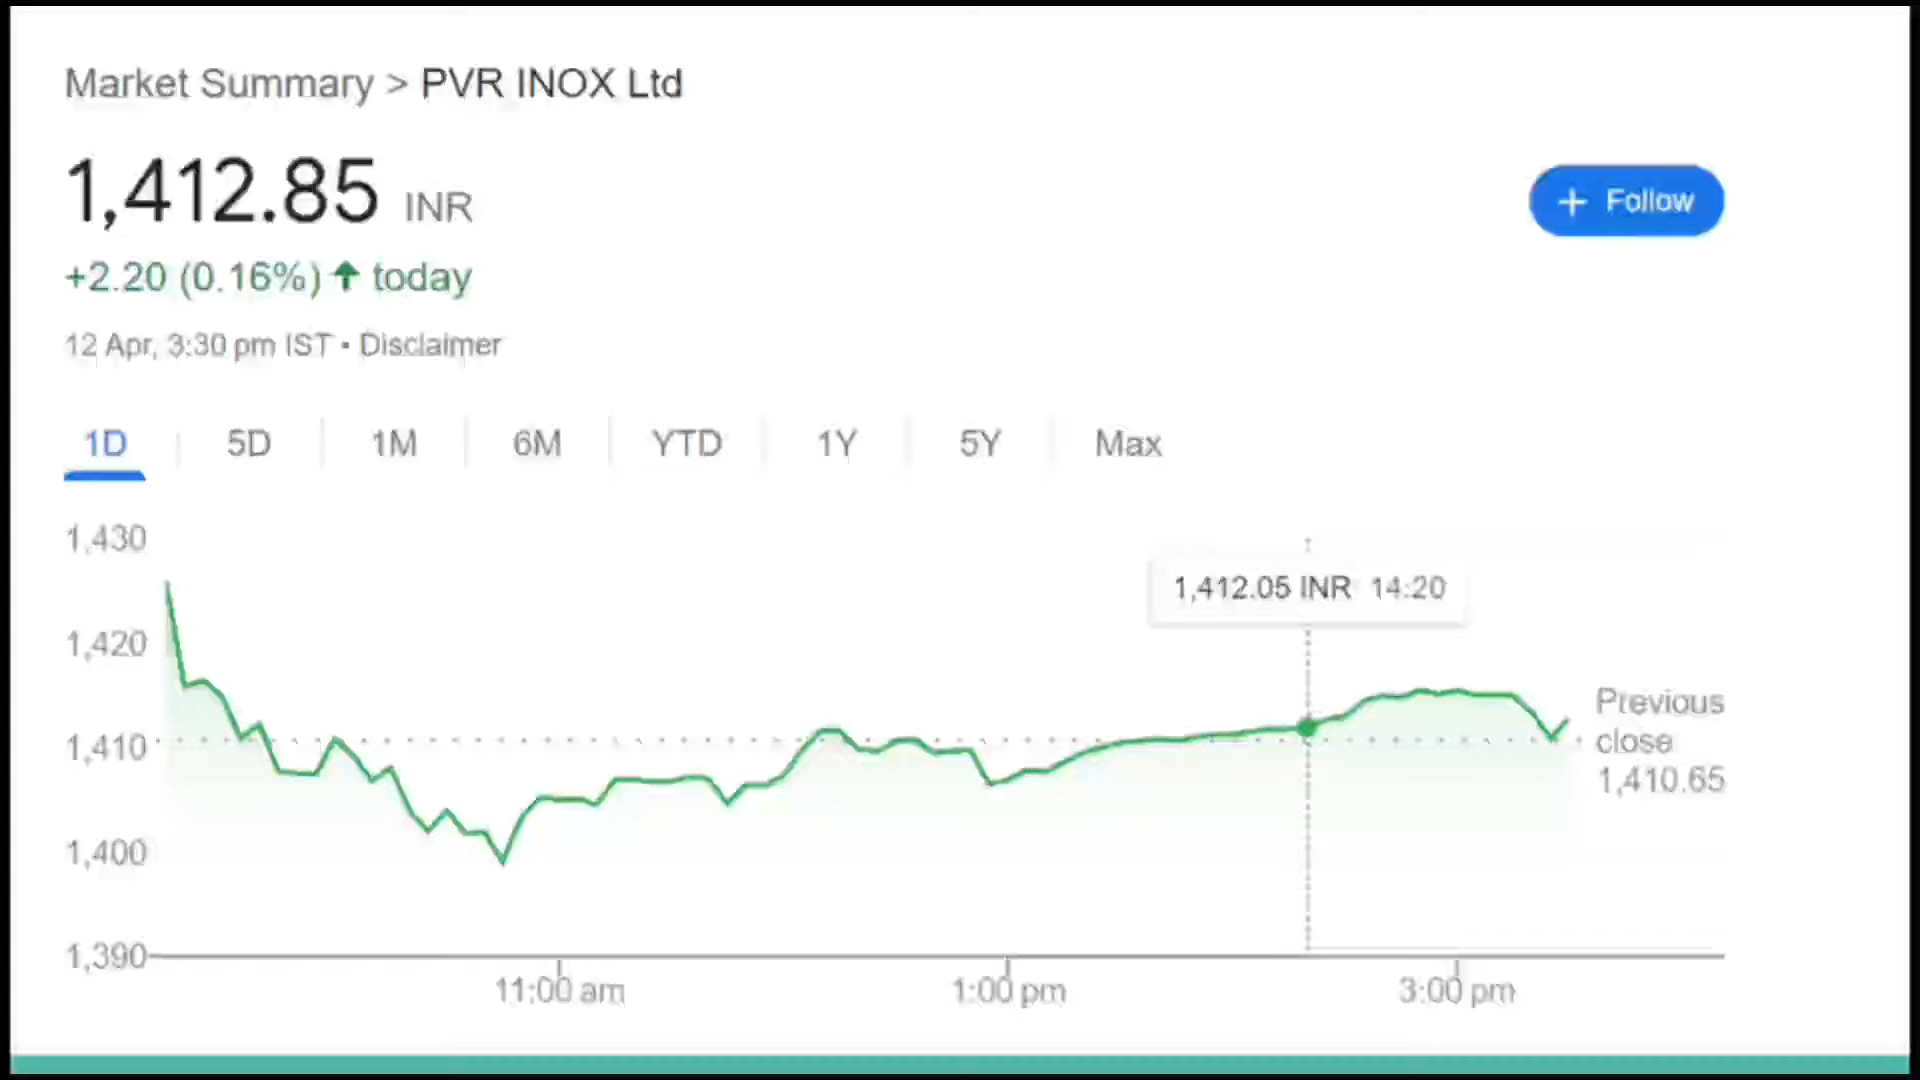 Market Summary > PVR INOX Ltd
1,412.85 INR
+ Follow
+2.20 (0.16%) ↑ today
12 Apr, 3:30 pm IST • Disclaimer
1D 5D 1M 6M YTD 1Y 5Y Max
1,430
1,412.05 INR 14:20
1,420
Previous
close
1,410.65
1,410
1,400
1,390
11:00 am 1:00 pm 3:00 pm